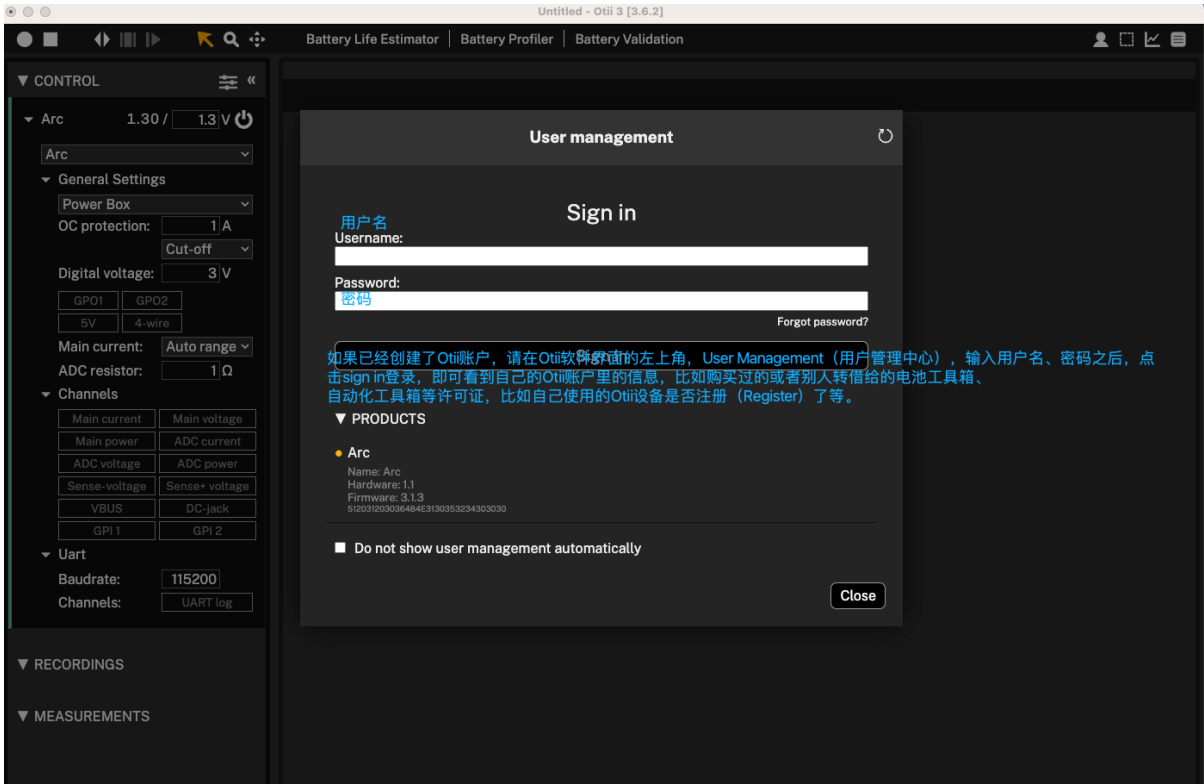 Untitled - Otii 3 [3.6.2]
Battery Life Estimator | Battery Profiler | Battery Validation
▼ CONTROL
Arc 1.30 / 1.3 V
Arc
General Settings
Power Box
OC protection: 1 A
Cut-off
Digital voltage: 3 V
GPO1 GPO2
5V 4-wire
Main current: Auto range
ADC resistor: 1 Ω
Channels
Main current Main voltage
Main power ADC current
ADC voltage ADC power
Sense-voltage Sense+ voltage
VBUS DC-jack
GPI 1 GPI 2
Uart
Baudrate: 115200
Channels: UART log
▼ RECORDINGS
▼ MEASUREMENTS
User management
Sign in
用户名
Username:
Password:
密码
Forgot password?
Sign in
如果已经创建了Otii账户，请在Otii软件界面的左上角，User Management（用户管理中心），输入用户名、密码之后，点
击sign in登录，即可看到自己的Otii账户里的信息，比如购买过的或者别人转借给的电池工具箱、
自动化工具箱等许可证，比如自己使用的Otii设备是否注册（Register）了等。
▼ PRODUCTS
Arc
Name: Arc
Hardware: 1.1
Firmware: 3.1.3
512031203036484E3130353234303030
Do not show user management automatically
Close